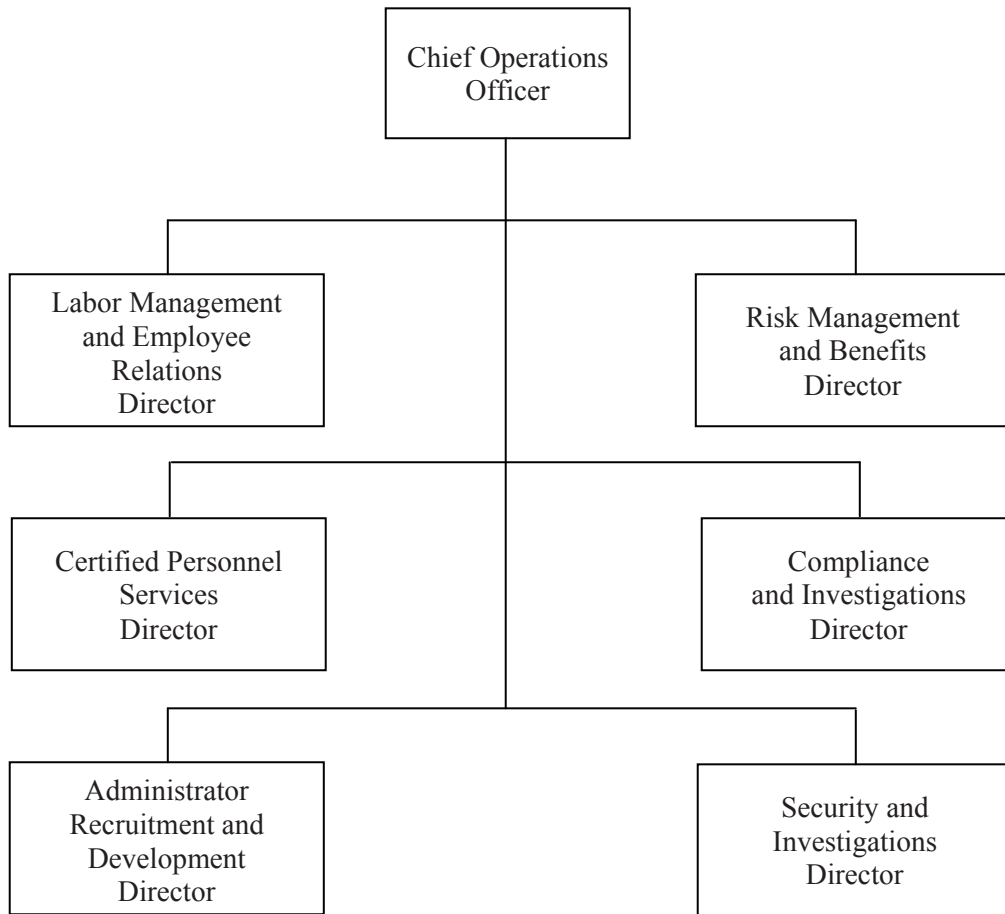 Chief Operations
Officer
Labor Management
and Employee
Relations
Director
Risk Management
and Benefits
Director
Certified Personnel
Services
Director
Compliance
and Investigations
Director
Administrator
Recruitment and
Development
Director
Security and
Investigations
Director